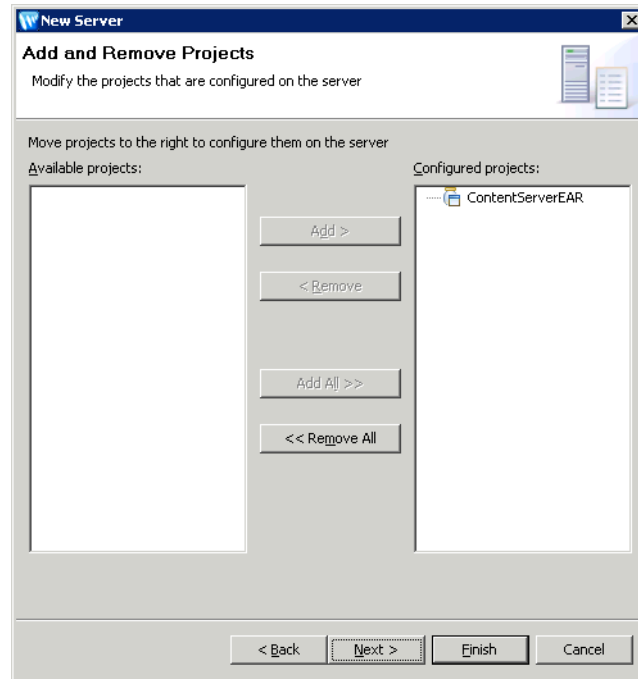 New Server
Add and Remove Projects
Modify the projects that are configured on the server
Move projects to the right to configure them on the server
Available projects:
Configured projects:
ContentServerEAR
Add >
< Remove
Add All >>
<< Remove All
< Back
Next >
Finish
Cancel